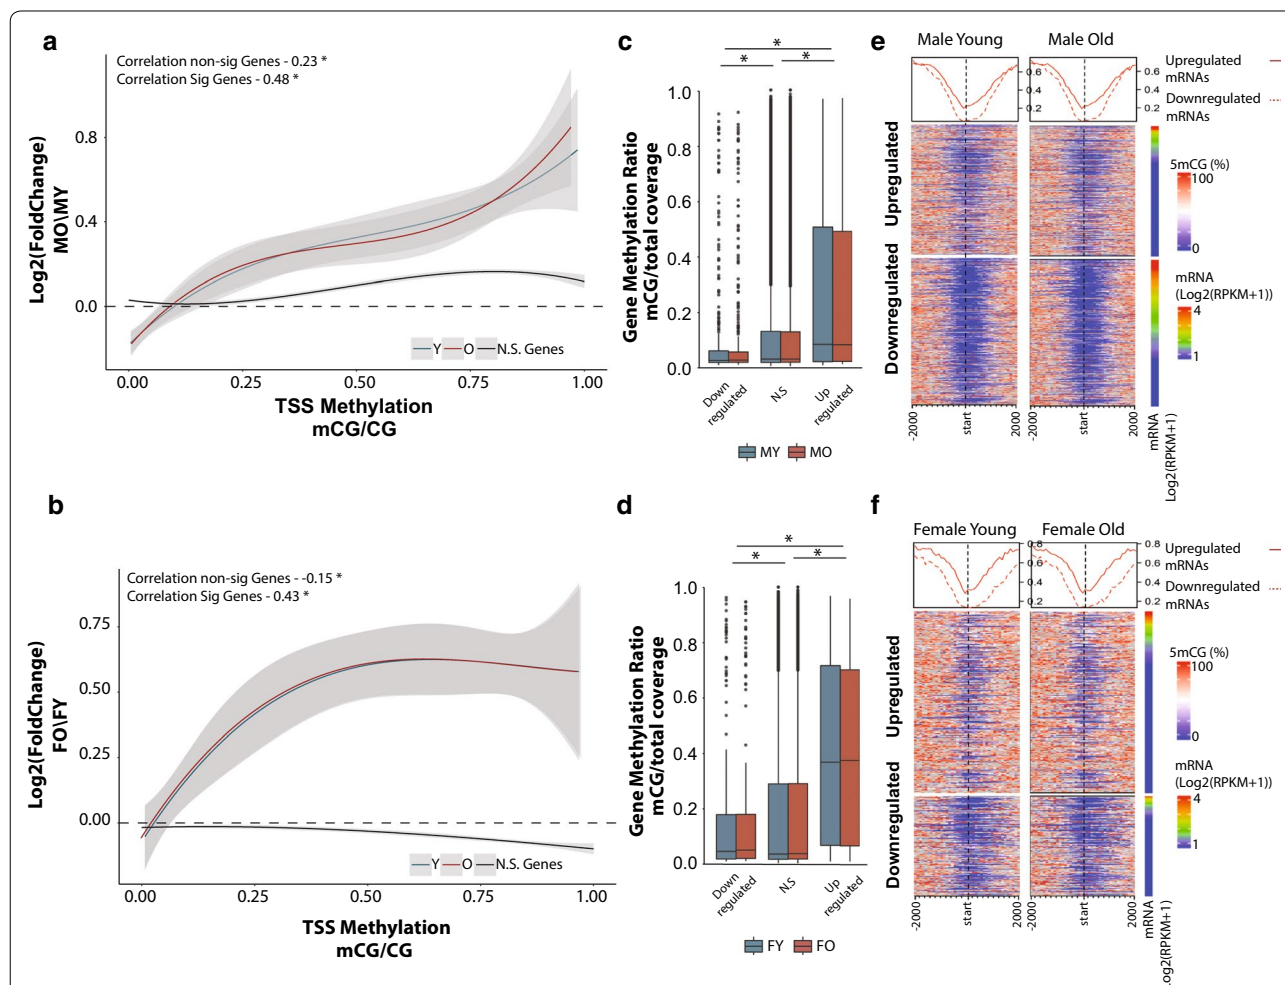 a
Correlation non-sig Genes - 0.23 *
Correlation Sig Genes - 0.48 *
Log2(FoldChange)
MO\MY
0.8
0.4
0.0
Y O N.S. Genes
0.00 0.25 0.50 0.75 1.00
TSS Methylation
mCG/CG
b
Correlation non-sig Genes - -0.15 *
Correlation Sig Genes - 0.43 *
Log2(FoldChange)
FO\FY
0.75
0.50
0.25
0.00
Y O N.S. Genes
0.00 0.25 0.50 0.75 1.00
TSS Methylation
mCG/CG
c
*
* *
Gene Methylation Ratio
mCG/total coverage
1.0
0.8
0.6
0.4
0.2
0.0
Down
regulated
N.S
Up
regulated
MY MO
d
*
* *
Gene Methylation Ratio
mCG/total coverage
1.0
0.8
0.6
0.4
0.2
0.0
Down
regulated
N.S
Up
regulated
FY FO
e
Male Young Male Old
0.6
0.4
0.2
0.6
0.4
0.2
Upregulated
mRNAs
Downregulated
mRNAs
Upregulated
Downregulated
5mCG (%)
100
0
mRNA
(Log2(RPKM+1))
4
1
-2000 start 2000 -2000 start 2000
mRNA
Log2(RPKM+1))
f
Female Young Female Old
0.8
0.6
0.4
0.2
0.8
0.6
0.4
0.2
Upregulated
mRNAs
Downregulated
mRNAs
Upregulated
Downregulated
5mCG (%)
100
0
mRNA
(Log2(RPKM+1))
4
1
-2000 start 2000 -2000 start 2000
mRNA
Log2(RPKM+1))